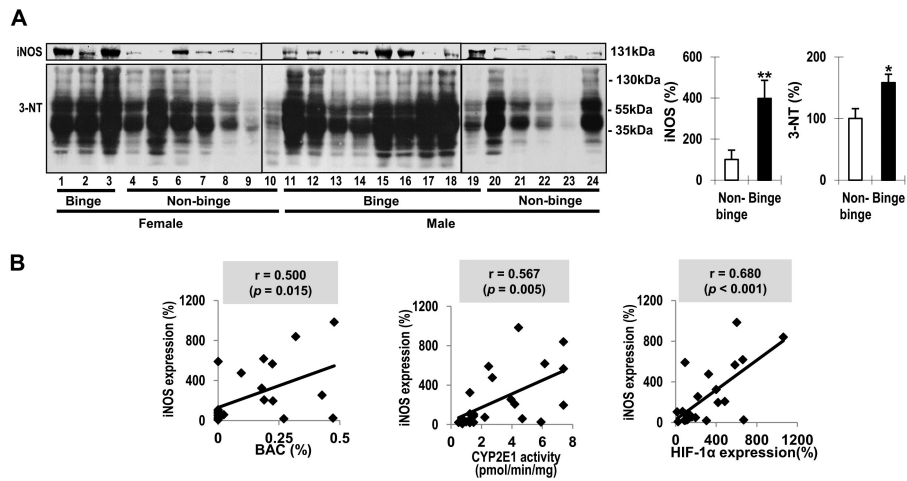 A
iNOS
131kDa
- 130kDa
3-NT
- 55kDa
- 35kDa
1 2 3 4 5 6 7 8 9 10 11 12 13 14 15 16 17 18 19 20 21 22 23 24
Binge Non-binge Binge Non-binge
Female Male
iNOS (%)
600
400
200
0
**
Non- Binge
binge
3-NT (%)
200
100
0
*
Non- Binge
binge
B
r = 0.500
(p = 0.015)
iNOS expression (%)
1200
800
400
0
0 0.25 0.5
BAC (%)
r = 0.567
(p = 0.005)
iNOS expression (%)
1200
800
400
0
0 2 4 6 8
CYP2E1 activity
(pmol/min/mg)
r = 0.680
(p < 0.001)
iNOS expression (%)
1200
800
400
0
0 400 800 1200
HIF-1α expression(%)